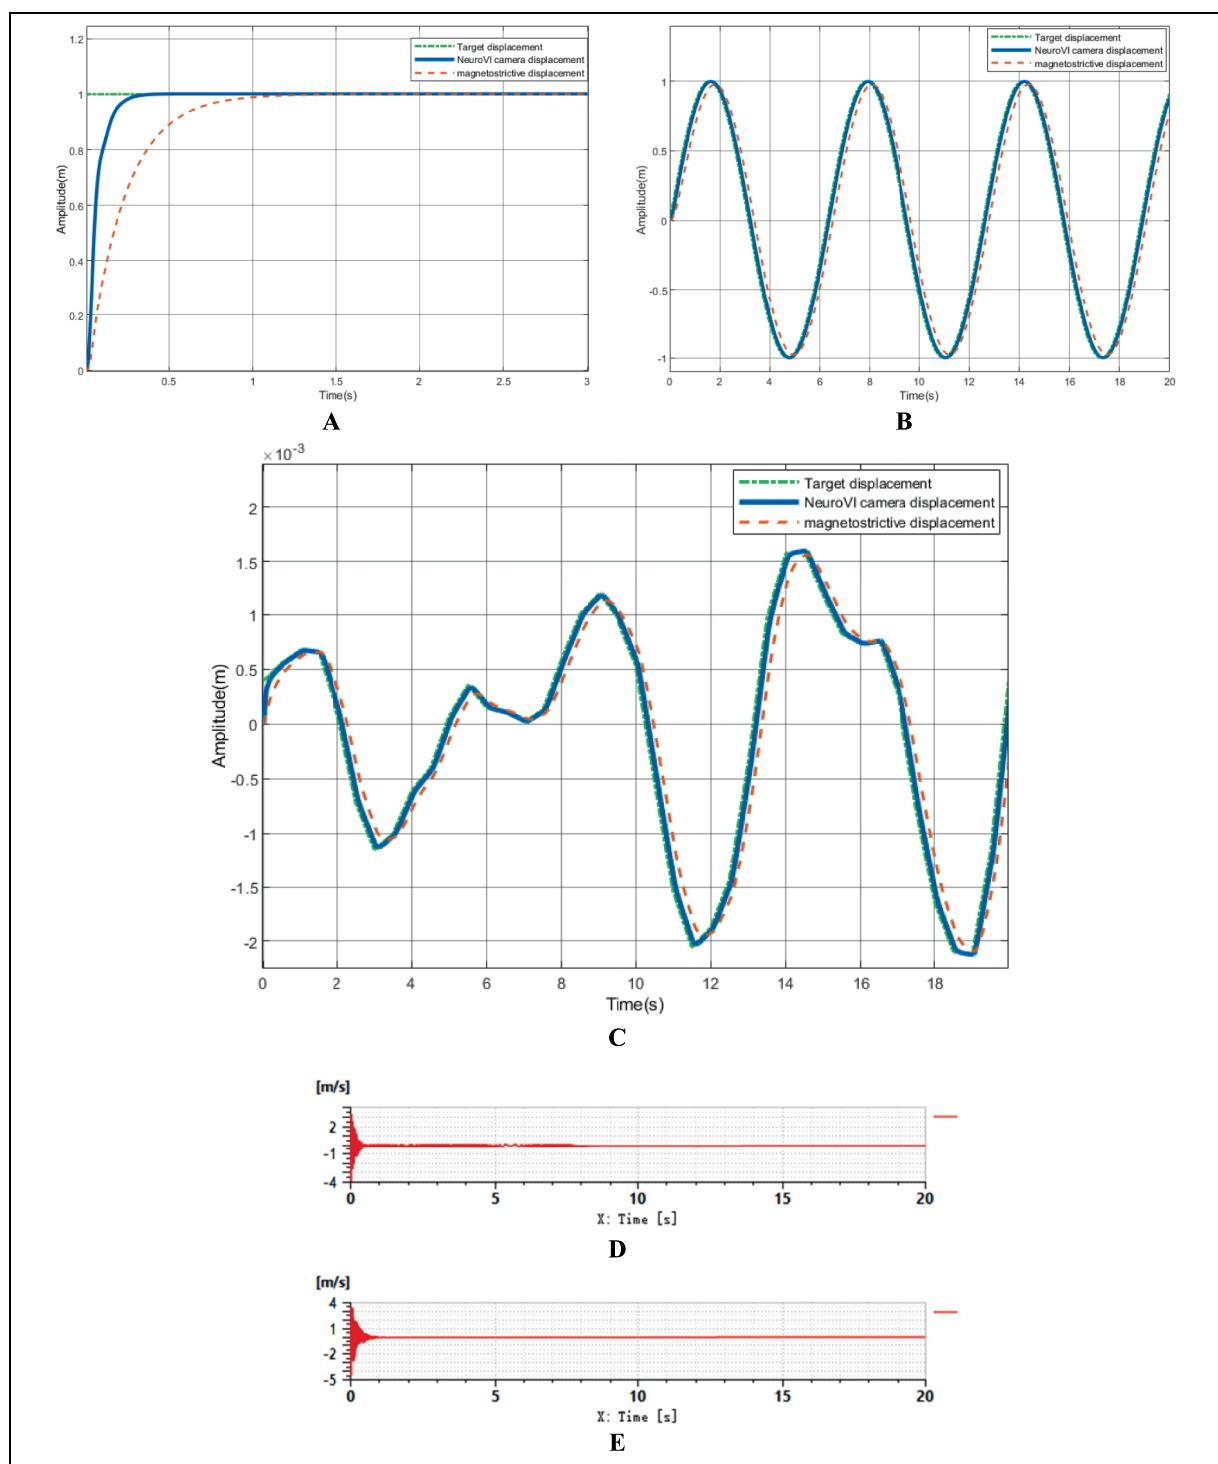 Target displacement
NeuroVI camera displacement
magnetostrictive displacement
1.2
1
0.8
0.6
0.4
0.2
0
Amplitude(m)
0.5
1
1.5
2
2.5
3
Time(s)
A
Target displacement
NeuroVI camera displacement
magnetostrictive displacement
1
0.5
0
-0.5
-1
Amplitude(m)
0
2
4
6
8
10
12
14
16
18
20
Time(s)
B
×10-3
Target displacement
NeuroVI camera displacement
magnetostrictive displacement
2
1.5
1
0.5
0
-0.5
-1
-1.5
-2
Amplitude(m)
0
2
4
6
8
10
12
14
16
18
Time(s)
C
[m/s]
2
-1
-4
0
5
10
15
20
X: Time [s]
D
[m/s]
4
1
-2
-5
0
5
10
15
20
X: Time [s]
E